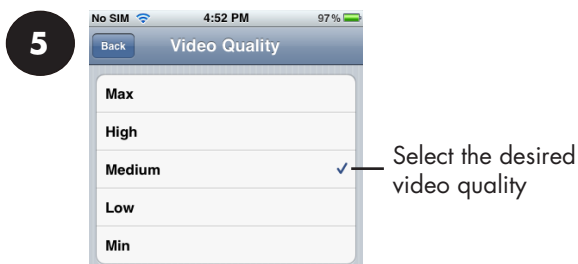 5
No SIM 4:52 PM 97%
Back Video Quality
Max
High
Medium
Select the desired
video quality
Low
Min